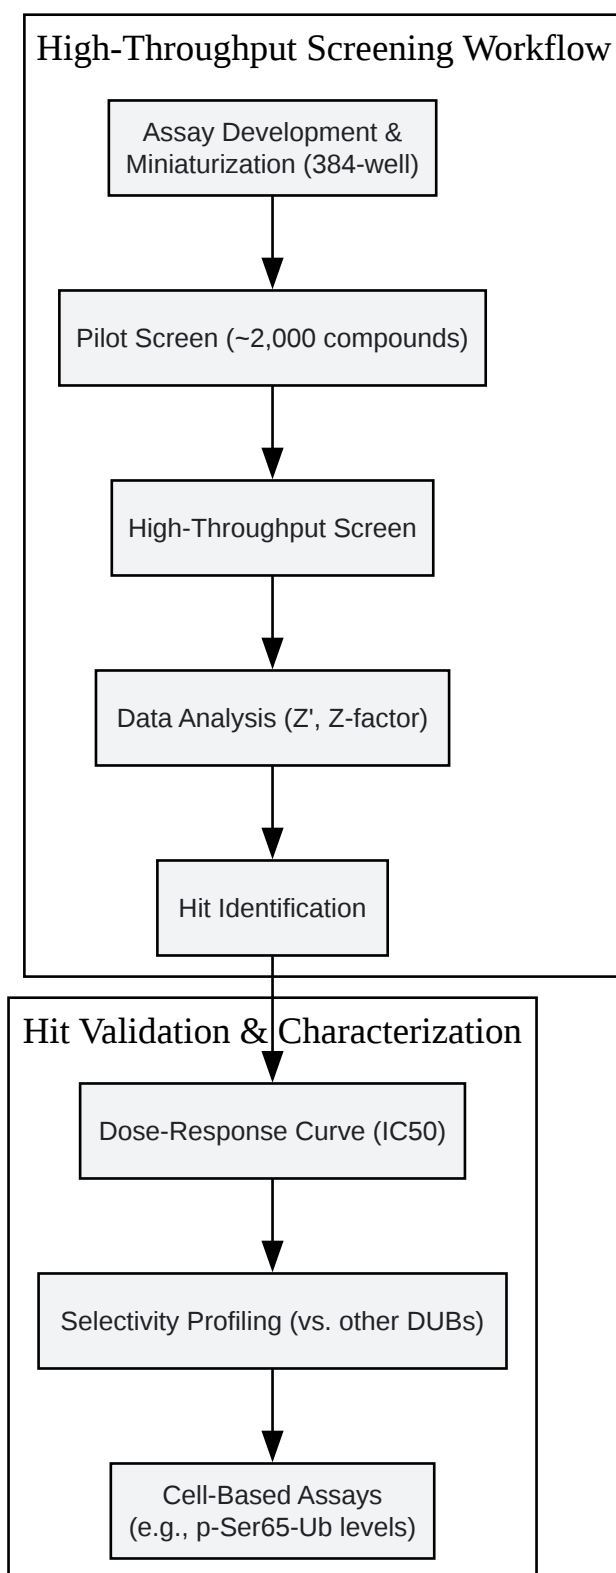 High-Throughput Screening Workflow
Assay Development &
Miniaturization (384-well)
Pilot Screen (~2,000 compounds)
High-Throughput Screen
Data Analysis (Z', Z-factor)
Hit Identification
Hit Validation & Characterization
Dose-Response Curve (IC50)
Selectivity Profiling (vs. other DUBs)
Cell-Based Assays
(e.g., p-Ser65-Ub levels)